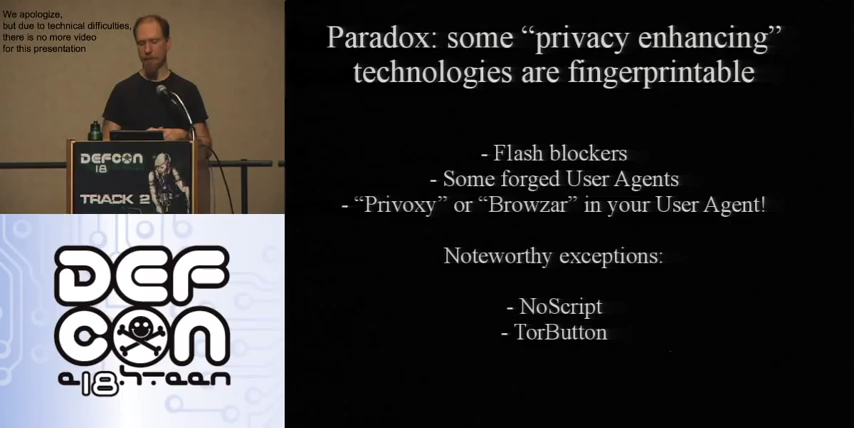 We apologize,
but due to technical difficulties,
there is no more video
for this presentation
DEFCON
18
TRACK 2
DEF
CON
e18hteen
Paradox: some “privacy enhancing”
technologies are fingerprintable
- Flash blockers
- Some forged User Agents
- “Privoxy” or “Browzar” in your User Agent!
Noteworthy exceptions:
- NoScript
- TorButton